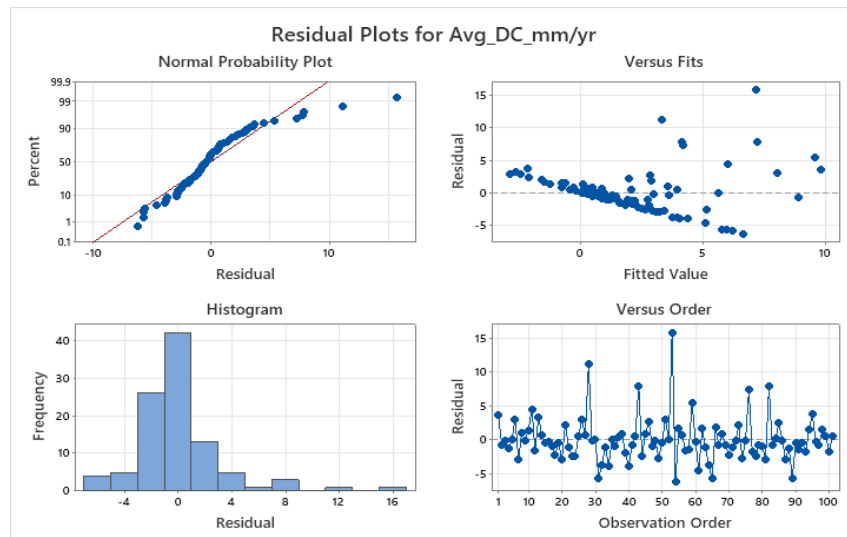 Residual Plots for Avg_DC_mm/yr
Normal Probability Plot
99.9
99
90
50
10
1
0.1
Percent
-10 0 10
Residual
Versus Fits
15
10
5
0
-5
Residual
0 5 10
Fitted Value
Histogram
40
30
20
10
0
Frequency
-4 0 4 8 12 16
Residual
Versus Order
15
10
5
0
-5
Residual
1 10 20 30 40 50 60 70 80 90 100
Observation Order